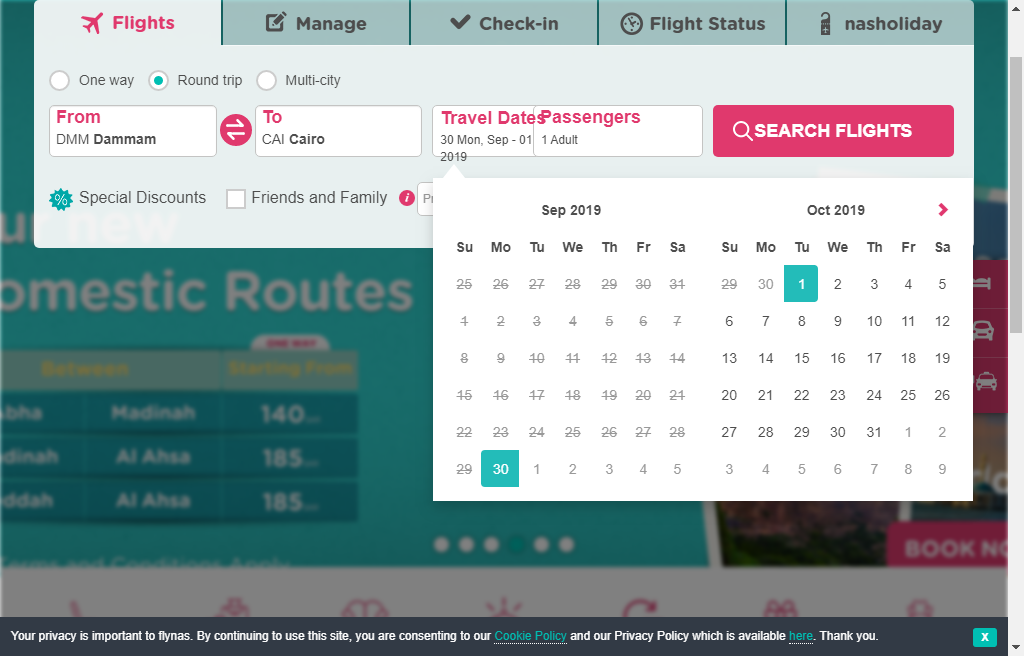 Flights
Manage
Check-in
Flight Status
nasholiday
One way
Round trip
Multi-city
From
DMM Dammam
To
CAI Cairo
Travel Dates
30 Mon, Sep - 01
2019
Passengers
1 Adult
SEARCH FLIGHTS
Special Discounts
Friends and Family
i
Sep 2019
Su Mo Tu We Th Fr Sa
25 26 27 28 29 30 31
1 2 3 4 5 6 7
8 9 10 11 12 13 14
15 16 17 18 19 20 21
22 23 24 25 26 27 28
29 30 1 2 3 4 5
Oct 2019
Su Mo Tu We Th Fr Sa
29 30 1 2 3 4 5
6 7 8 9 10 11 12
13 14 15 16 17 18 19
20 21 22 23 24 25 26
27 28 29 30 31 1 2
3 4 5 6 7 8 9
ur new
omestic Routes
ONE WAY
Between Starting From
bha Madinah 140
dinah Al Ahsa 185
ddah Al Ahsa 185
Terms and Conditions Apply
BOOK NO
Your privacy is important to flynas. By continuing to use this site, you are consenting to our Cookie Policy and our Privacy Policy which is available here. Thank you.
X